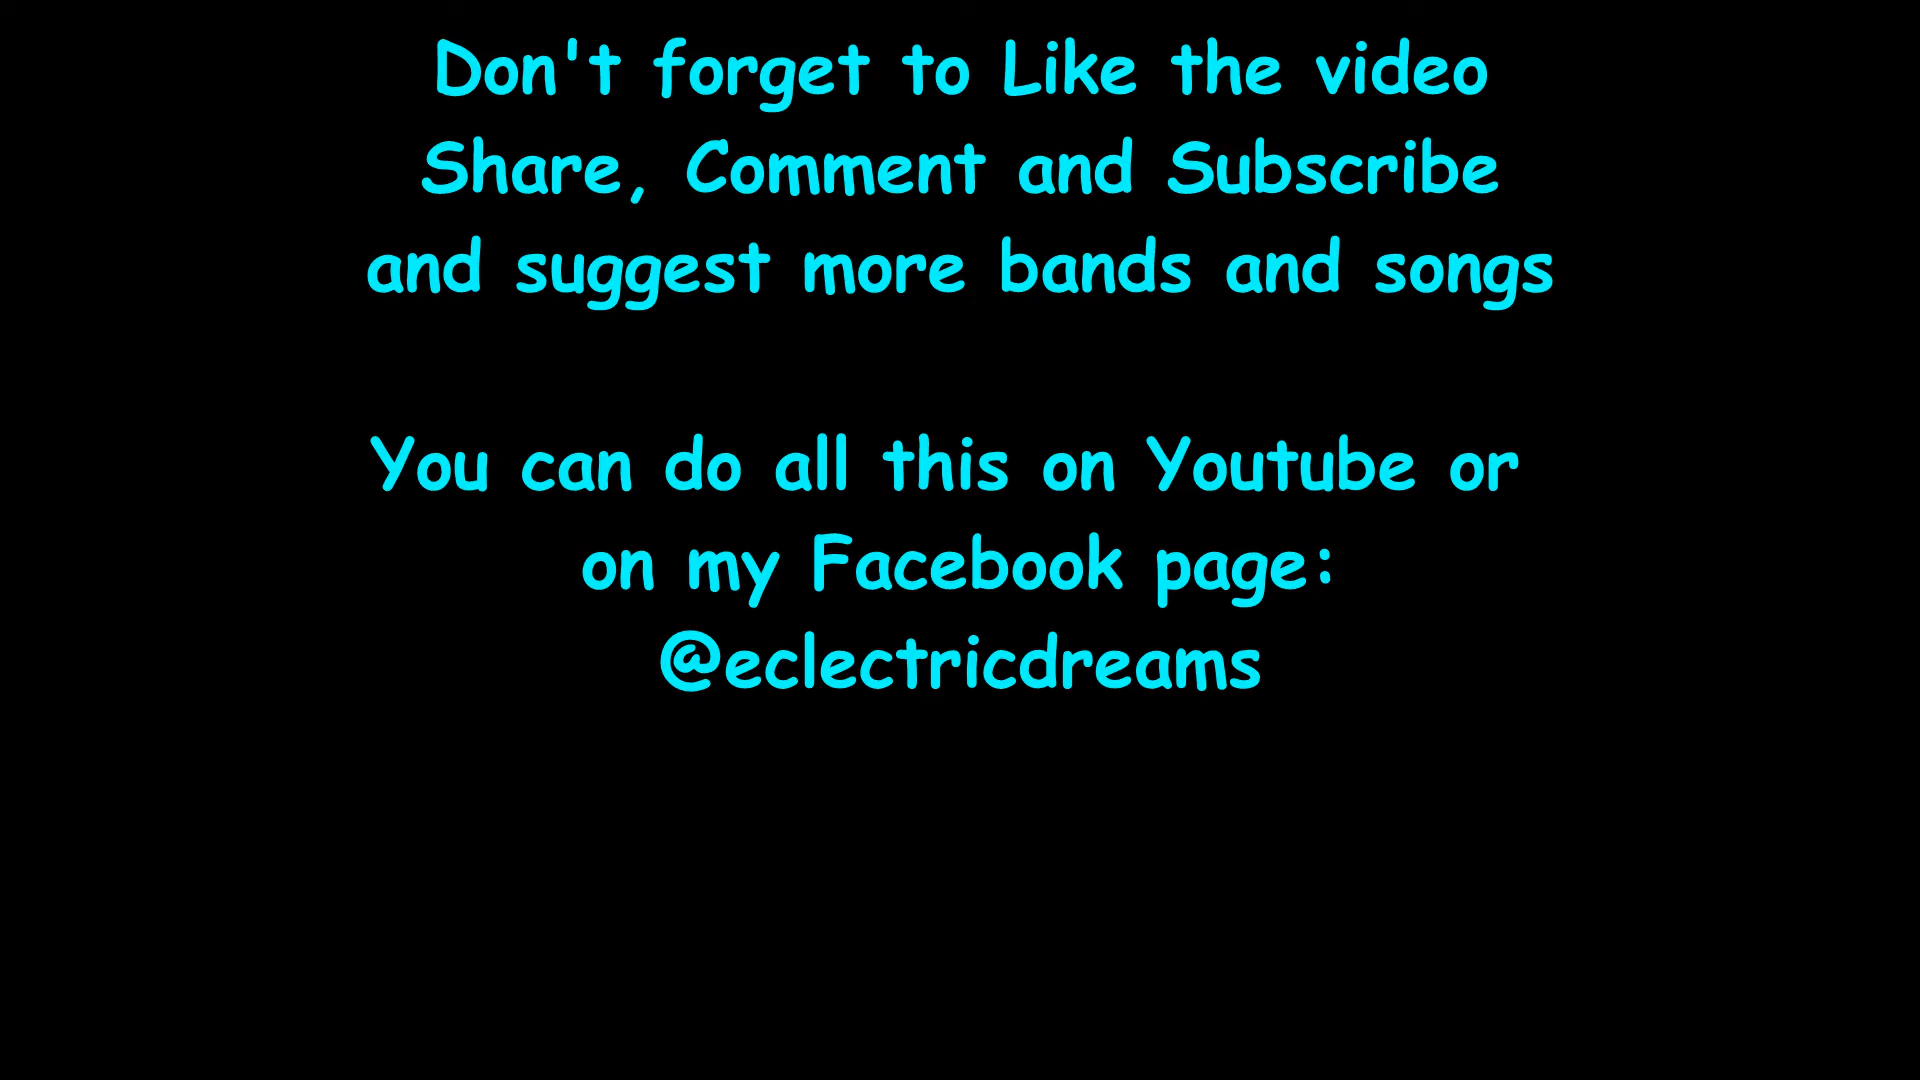 Don't forget to Like the video
Share, Comment and Subscribe
and suggest more bands and songs
You can do all this on Youtube or
on my Facebook page:
@eclectricdreams